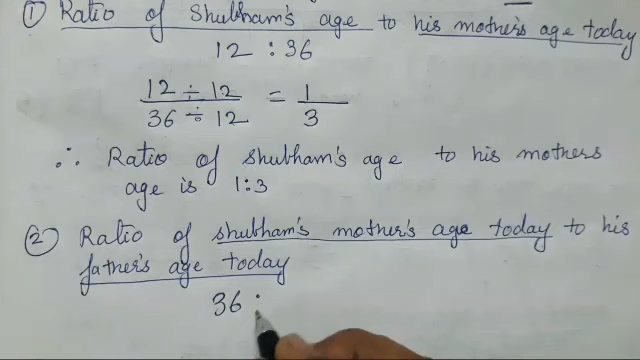 ① Ratio of Shubham's age to his mother's age today
12 : 36
12 ÷ 12 = 1
36 ÷ 12 3
∴ Ratio of shubham's age to his mothers
age is 1:3
② Ratio of shubham's mother's age today to his
father's age today
36 :